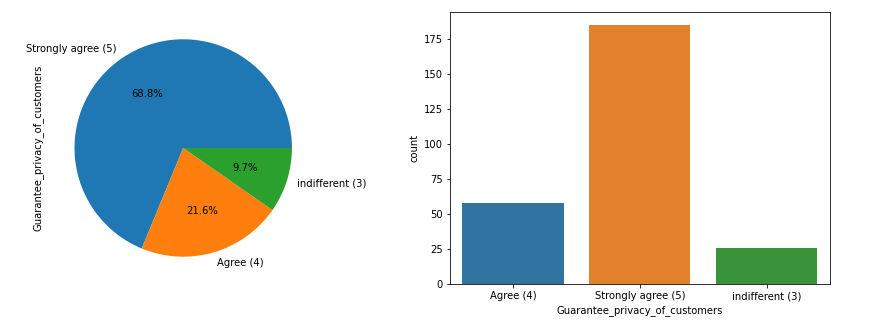 Strongly agree (5)
68.8%
Guarantee_privacy_of_customers
9.7%
indifferent (3)
21.6%
Agree (4)
175
150
125
100
75
50
25
0
count
Agree (4)
Strongly agree (5)
indifferent (3)
Guarantee_privacy_of_customers